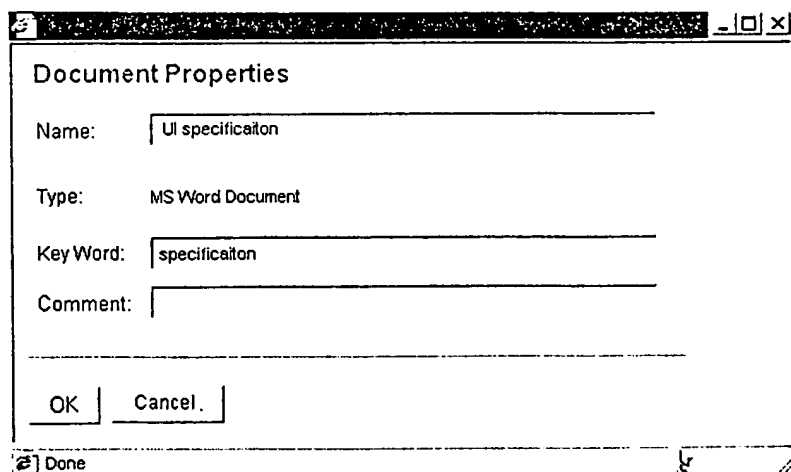 Document Properties
Name: UI specificaiton
Type: MS Word Document
Key Word: specificaiton
Comment:
OK Cancel.
Done